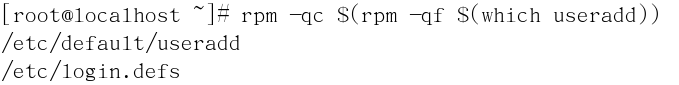 [root@localhost ~]# rpm -qc $(rpm -qf $(which useradd))
/etc/default/useradd
/etc/login.defs